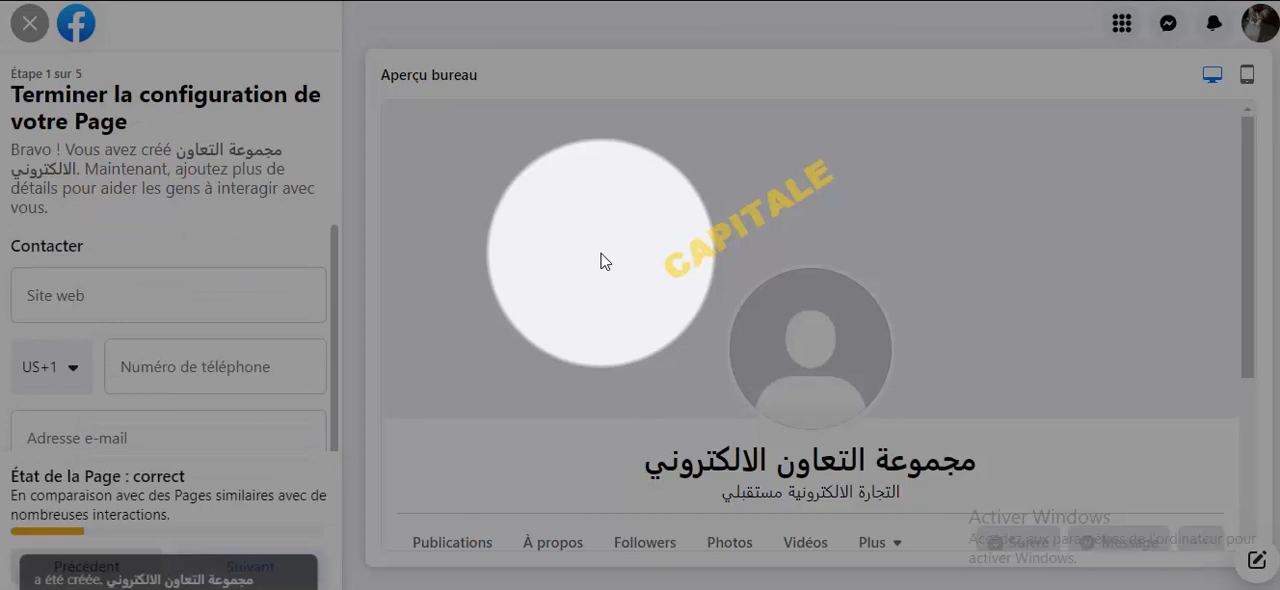 Étape 1 sur 5
Terminer la configuration de
votre Page
Bravo ! Vous avez créé مجموعة التعاون
الالكتروني. Maintenant, ajoutez plus de
détails pour aider les gens à interagir avec
vous.
Contacter
Site web
US+1
Numéro de téléphone
Adresse e-mail
État de la Page : correct
En comparaison avec des Pages similaires avec de
nombreuses interactions.
Précédent
Suivant
a été créée. مجموعة التعاون الالكتروني
Aperçu bureau
CAPITALE
مجموعة التعاون الالكتروني
التجارة الالكترونية مستقبلي
Publications
À propos
Followers
Photos
Vidéos
Plus
Suivre
Message
Activer Windows
Accédez aux paramètres de l'ordinateur pour
activer Windows.